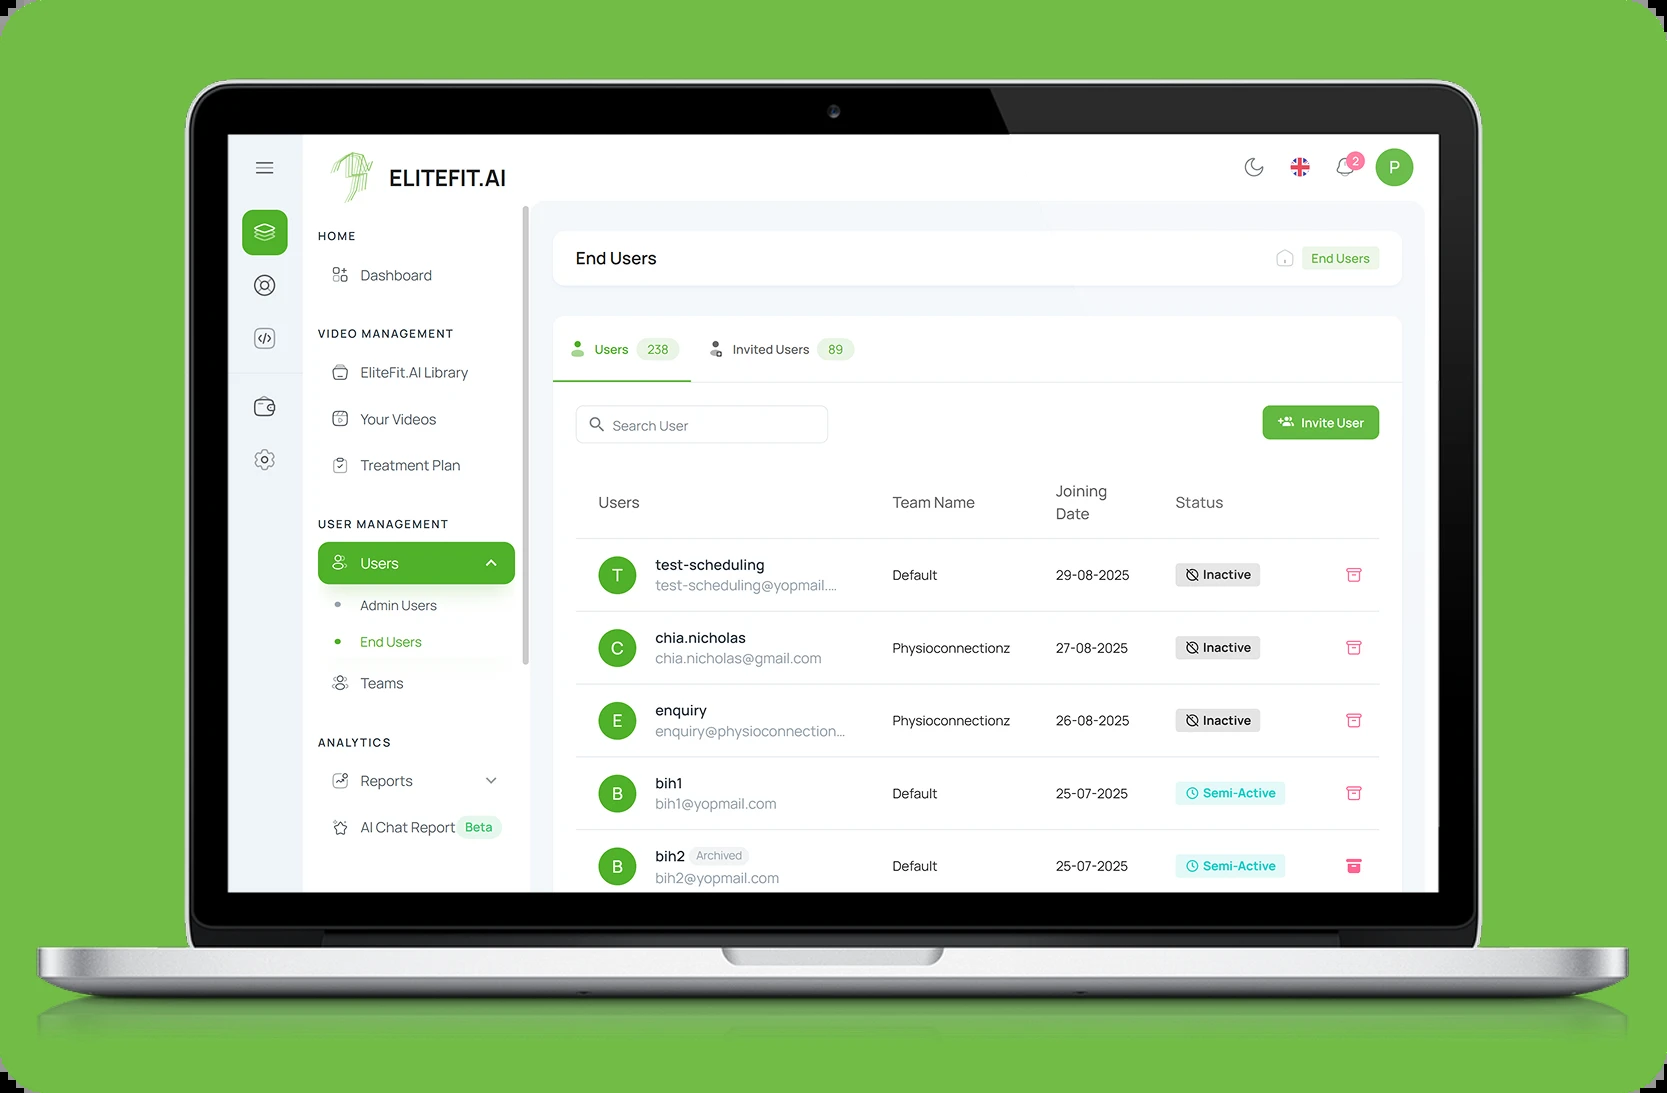 ELITEFIT.AI
2
P
HOME
Dashboard
VIDEO MANAGEMENT
EliteFit.AI Library
Your Videos
Treatment Plan
USER MANAGEMENT
Users
Admin Users
End Users
Teams
ANALYTICS
Reports
AI Chat Report Beta
End Users
End Users
Users 238
Invited Users 89
Search User
Invite User
Users Team Name Joining Date Status
T test-scheduling Default 29-08-2025 Inactive
test-scheduling@yopmail....
C chia.nicholas Physioconnectionz 27-08-2025 Inactive
chia.nicholas@gmail.com
E enquiry Physioconnectionz 26-08-2025 Inactive
enquiry@physioconnection...
B bih1 Default 25-07-2025 Semi-Active
bih1@yopmail.com
B bih2 Archived Default 25-07-2025 Semi-Active
bih2@yopmail.com